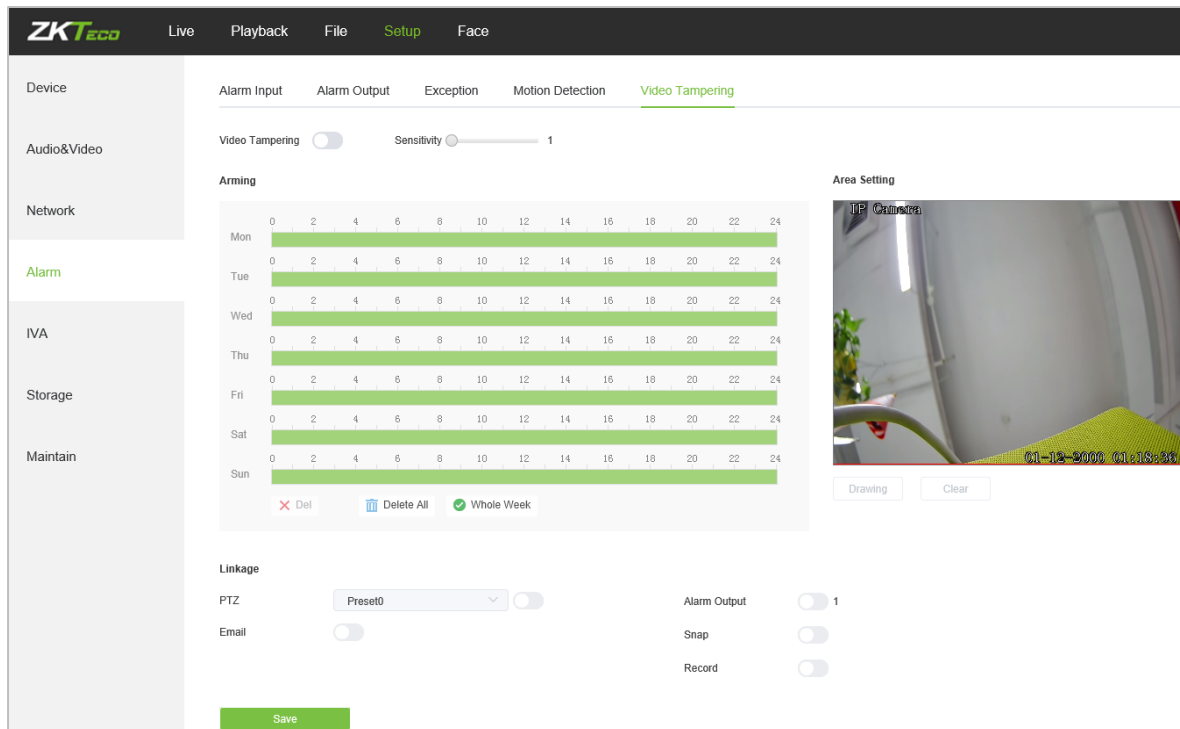 ZKTeco Live Playback File Setup Face
Device
Audio&Video
Network
Alarm
IVA
Storage
Maintain
Alarm Input Alarm Output Exception Motion Detection Video Tampering
Video Tampering Sensitivity 1
Arming
0 2 4 6 8 10 12 14 16 18 20 22 24
Mon
0 2 4 6 8 10 12 14 16 18 20 22 24
Tue
0 2 4 6 8 10 12 14 16 18 20 22 24
Wed
0 2 4 6 8 10 12 14 16 18 20 22 24
Thu
0 2 4 6 8 10 12 14 16 18 20 22 24
Fri
0 2 4 6 8 10 12 14 16 18 20 22 24
Sat
0 2 4 6 8 10 12 14 16 18 20 22 24
Sun
Del Delete All Whole Week
Area Setting
IP Camera
01-12-2000 01:18:36
Drawing Clear
Linkage
PTZ Preset0
Email
Alarm Output 1
Snap
Record
Save